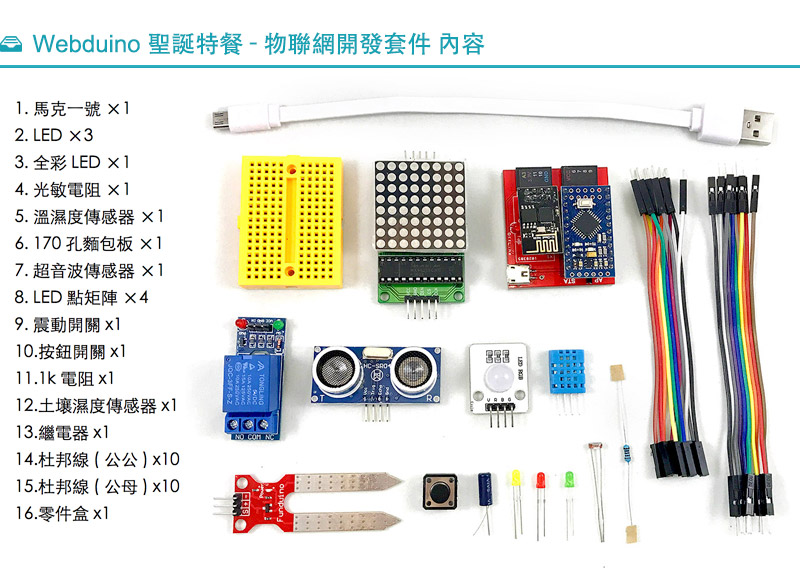 Webduino 聖誕特餐 - 物聯網開發套件 內容
1. 馬克一號 ×1
2. LED ×3
3. 全彩 LED ×1
4. 光敏電阻 ×1
5. 溫濕度傳感器 ×1
6. 170 孔麵包板 ×1
7. 超音波傳感器 ×1
8. LED 點矩陣 ×4
9. 震動開關 x1
10.按鈕開關 x1
11.1k 電阻 x1
12.土壤濕度傳感器 x1
13.繼電器 x1
14.杜邦線 ( 公公 ) x10
15.杜邦線 ( 公母 ) x10
16.零件盒 x1
NO COM NC
HC-SR04
T
R
LED RGB
AP
STA
Funduino
S + -